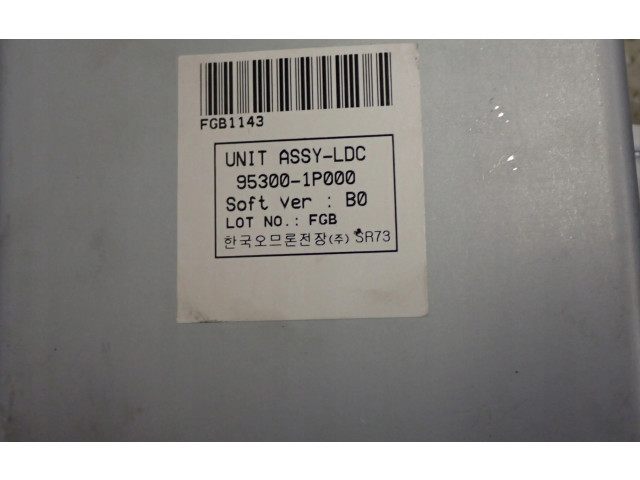 FGB1143
UNIT ASSY-LDC
95300-1P000
Soft ver : B0
LOT NO.: FGB
한국오므론전장(주) SR73